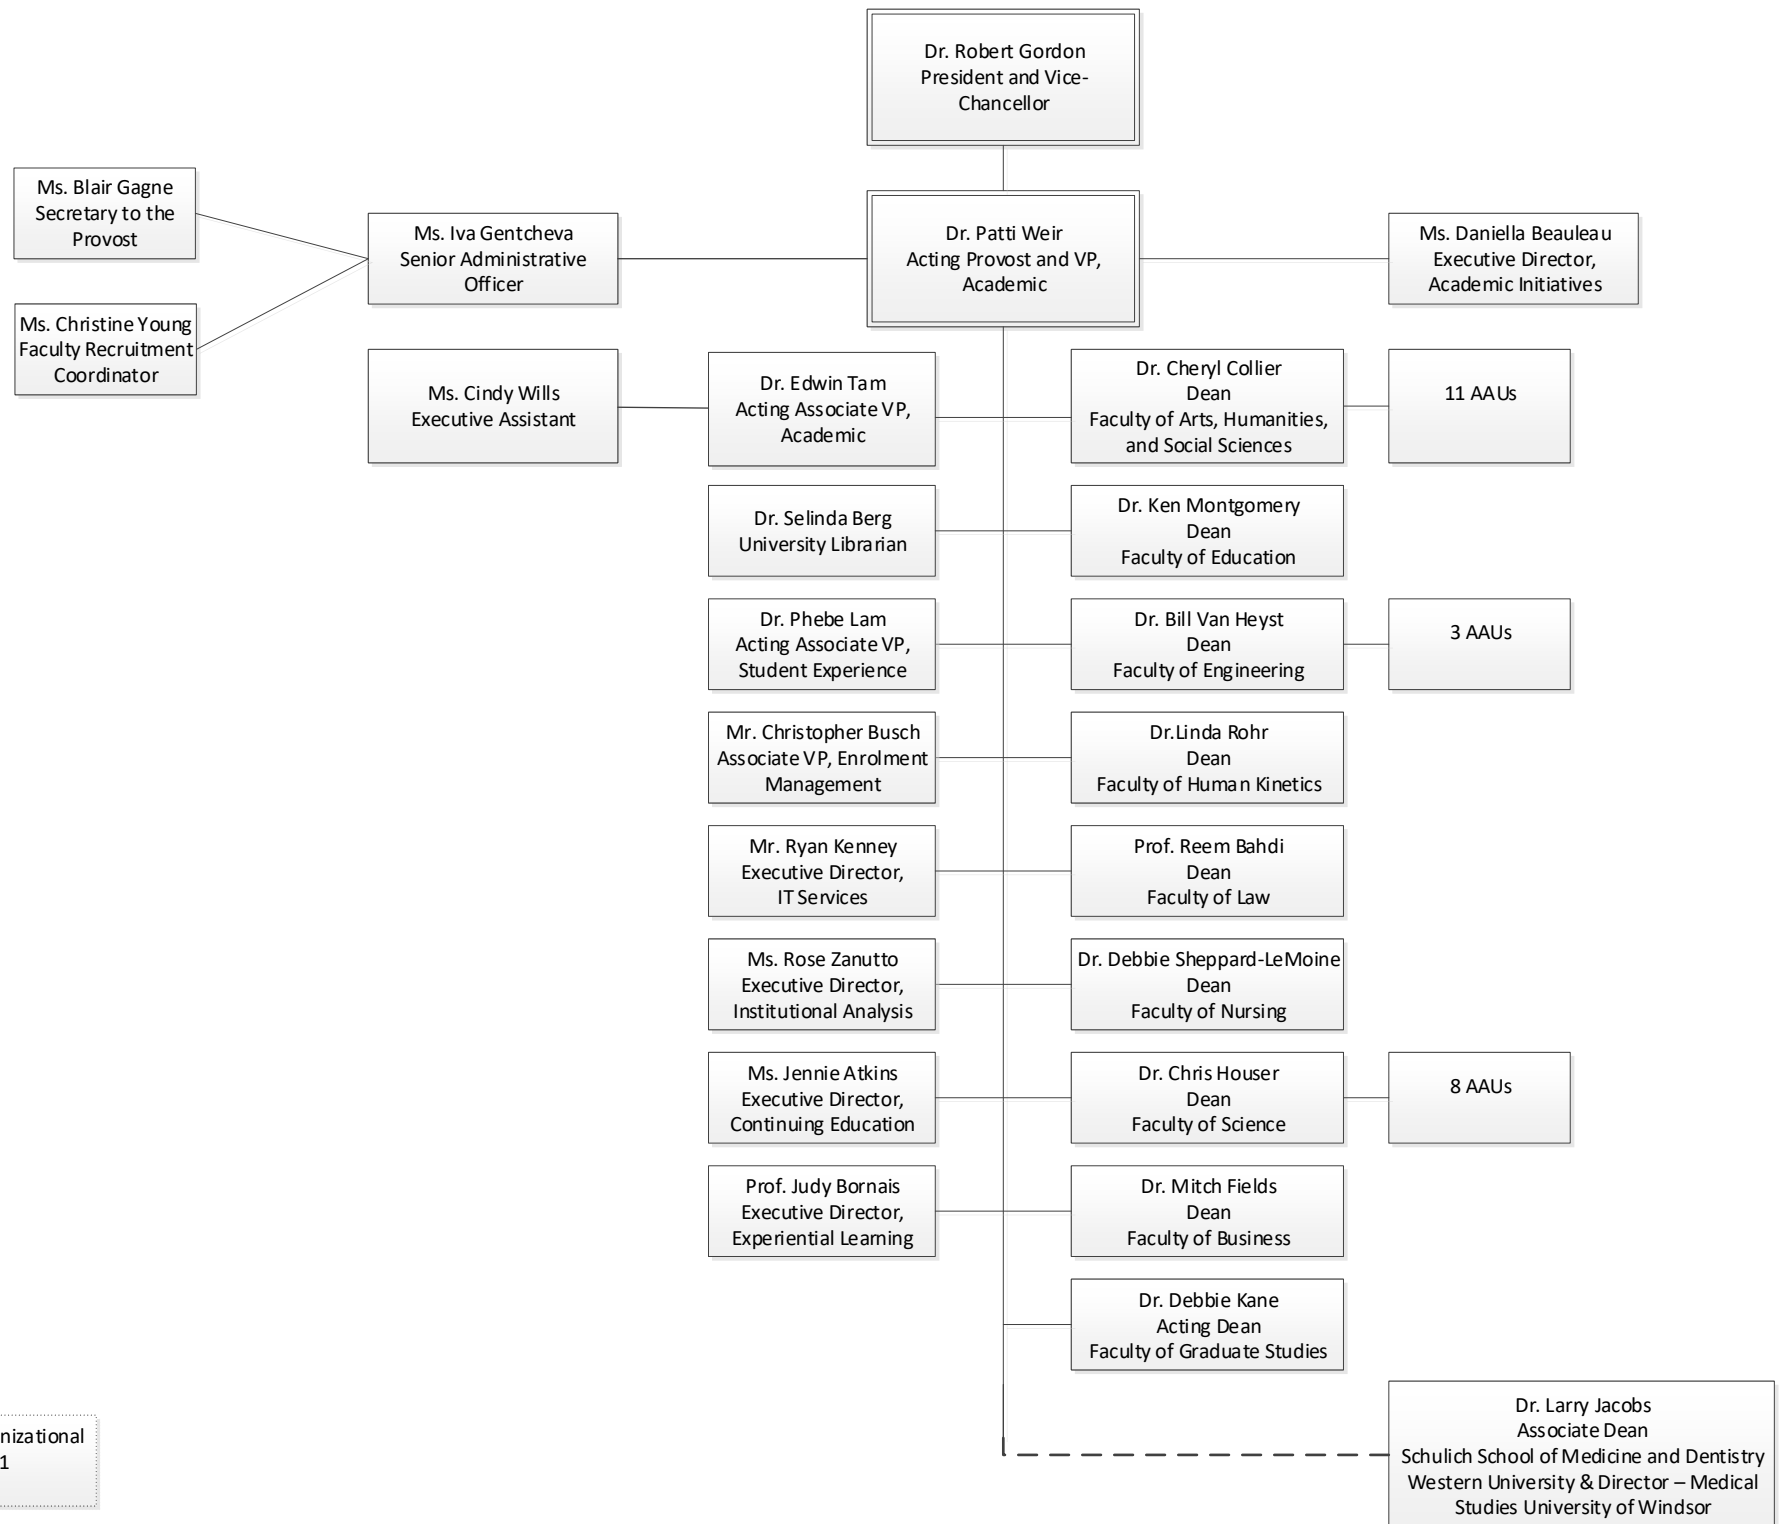 Dr. Robert Gordon
President and Vice-
Chancellor
Ms. Blair Gagne
Secretary to the
Provost
Ms. Iva Gentcheva
Senior Administrative
Officer
Dr. Patti Weir
Acting Provost and VP,
Academic
Ms. Daniella Beauleau
Executive Director,
Academic Initiatives
Ms. Christine Young
Faculty Recruitment
Coordinator
Ms. Cindy Wills
Executive Assistant
Dr. Edwin Tam
Acting Associate VP,
Academic
Dr. Cheryl Collier
Dean
Faculty of Arts, Humanities,
and Social Sciences
11 AAUs
Dr. Selinda Berg
University Librarian
Dr. Ken Montgomery
Dean
Faculty of Education
Dr. Phebe Lam
Acting Associate VP,
Student Experience
Dr. Bill Van Heyst
Dean
Faculty of Engineering
3 AAUs
Mr. Christopher Busch
Associate VP, Enrolment
Management
Dr.Linda Rohr
Dean
Faculty of Human Kinetics
Mr. Ryan Kenney
Executive Director,
IT Services
Prof. Reem Bahdi
Dean
Faculty of Law
Ms. Rose Zanutto
Executive Director,
Institutional Analysis
Dr. Debbie Sheppard-LeMoine
Dean
Faculty of Nursing
Ms. Jennie Atkins
Executive Director,
Continuing Education
Dr. Chris Houser
Dean
Faculty of Science
8 AAUs
Prof. Judy Bornais
Executive Director,
Experiential Learning
Dr. Mitch Fields
Dean
Faculty of Business
Dr. Debbie Kane
Acting Dean
Faculty of Graduate Studies
Dr. Larry Jacobs
Associate Dean
Schulich School of Medicine and Dentistry
Western University & Director – Medical
Studies University of Windsor
nizational
1